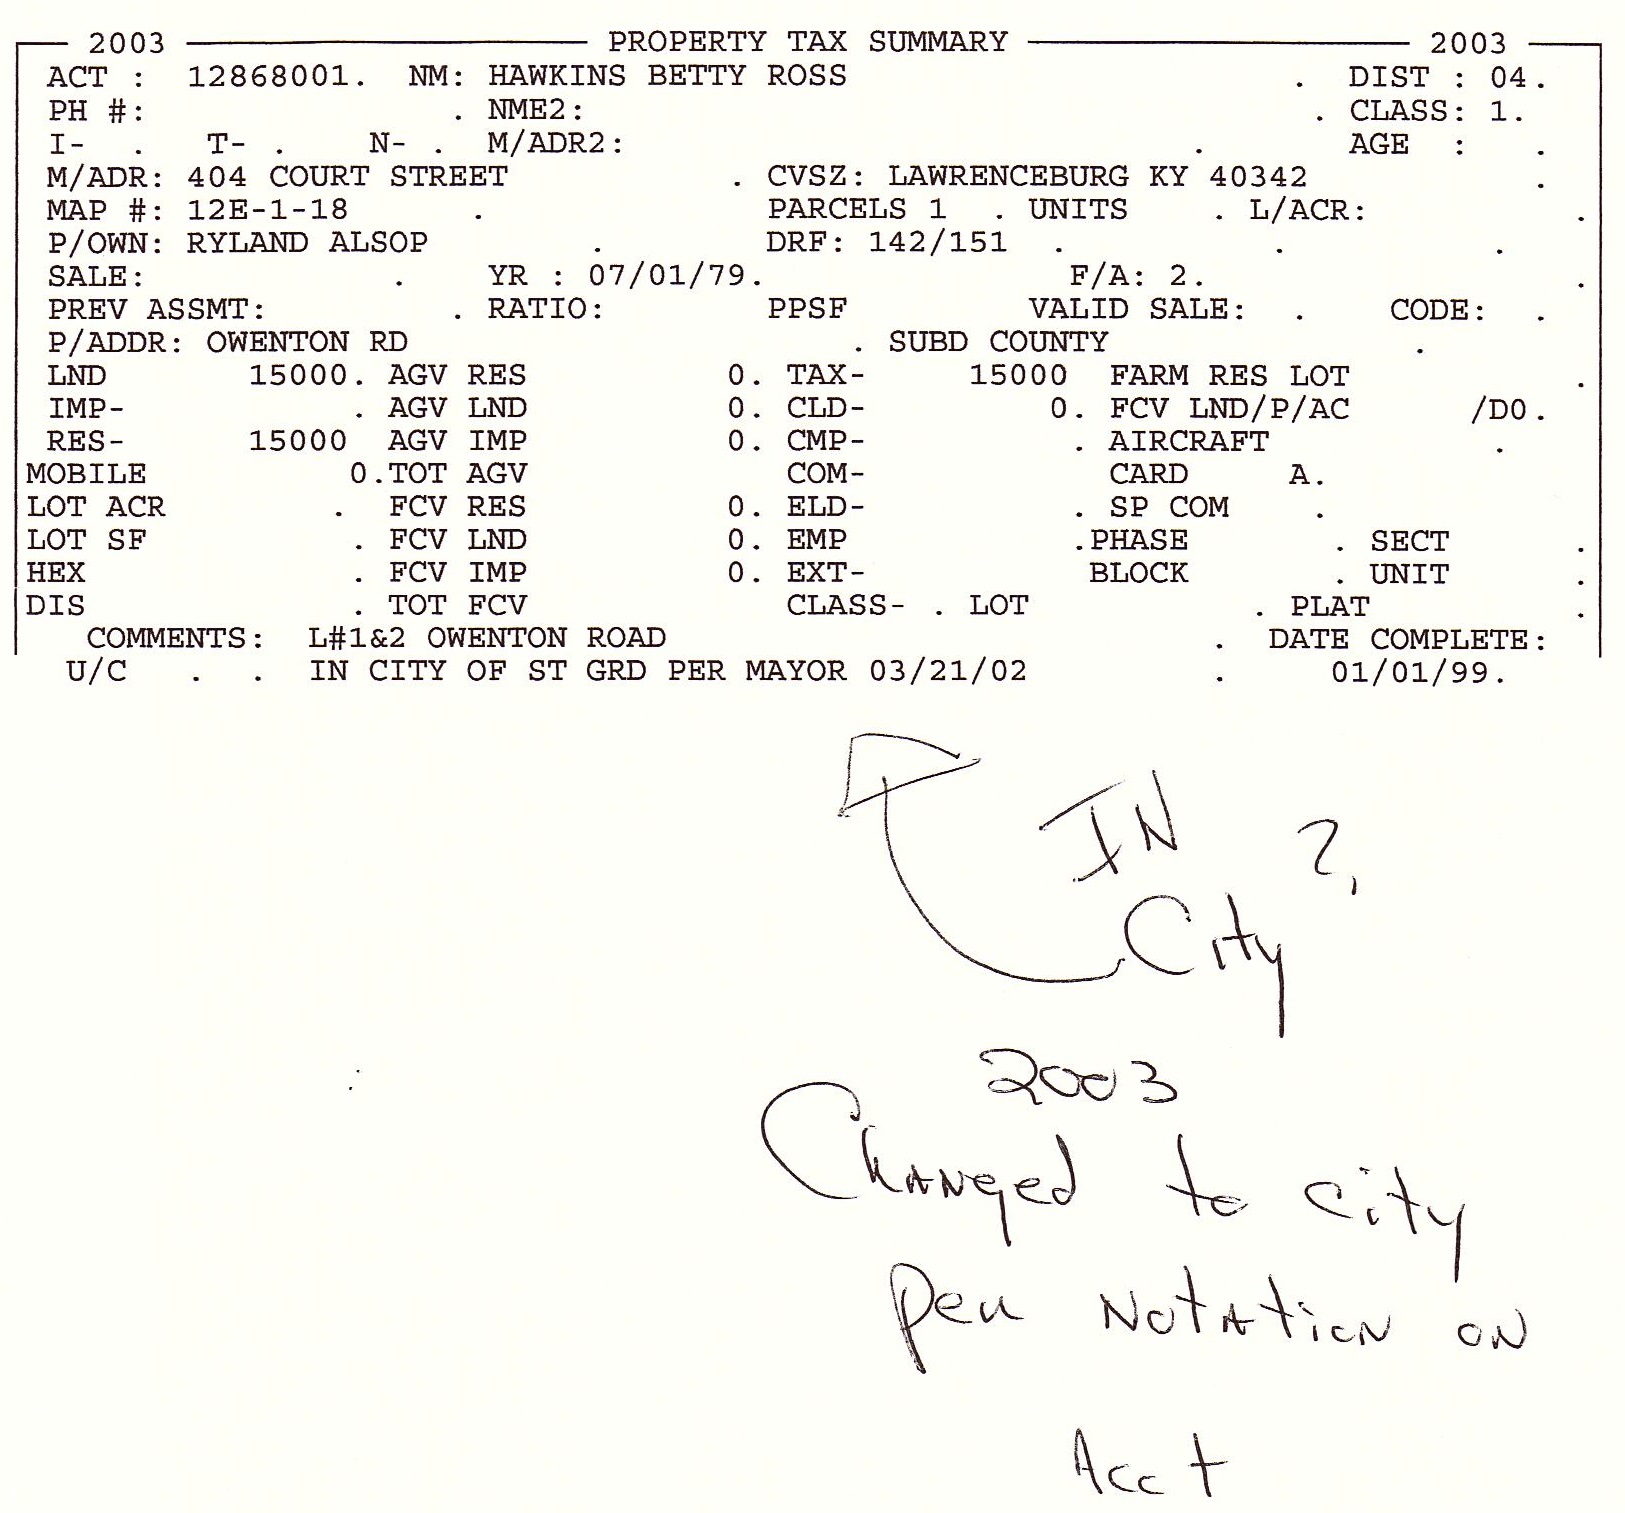 2003 PROPERTY TAX SUMMARY 2003
ACT : 12868001. NM: HAWKINS BETTY ROSS . DIST : 04.
PH #: . NME2: . CLASS: 1.
I- . T- . N- . M/ADR2: . AGE : .
M/ADR: 404 COURT STREET . CVSZ: LAWRENCEBURG KY 40342 .
MAP #: 12E-1-18 . PARCELS 1 . UNITS . L/ACR: .
P/OWN: RYLAND ALSOP . DRF: 142/151 . . .
SALE: . YR : 07/01/79. F/A: 2. .
PREV ASSMT: . RATIO: PPSF VALID SALE: . CODE: .
P/ADDR: OWENTON RD . SUBD COUNTY .
LND 15000. AGV RES 0. TAX- 15000 FARM RES LOT .
IMP- . AGV LND 0. CLD- 0. FCV LND/P/AC /D0.
RES- 15000 AGV IMP 0. CMP- . AIRCRAFT .
MOBILE 0.TOT AGV COM- CARD A.
LOT ACR . FCV RES 0. ELD- . SP COM .
LOT SF . FCV LND 0. EMP .PHASE . SECT .
HEX . FCV IMP 0. EXT- BLOCK . UNIT .
DIS . TOT FCV CLASS- . LOT . PLAT .
COMMENTS: L#1&2 OWENTON ROAD . DATE COMPLETE:
U/C . . IN CITY OF ST GRD PER MAYOR 03/21/02 . 01/01/99.
IN ?
City
2003
Changed to city
per Notation on
Acct